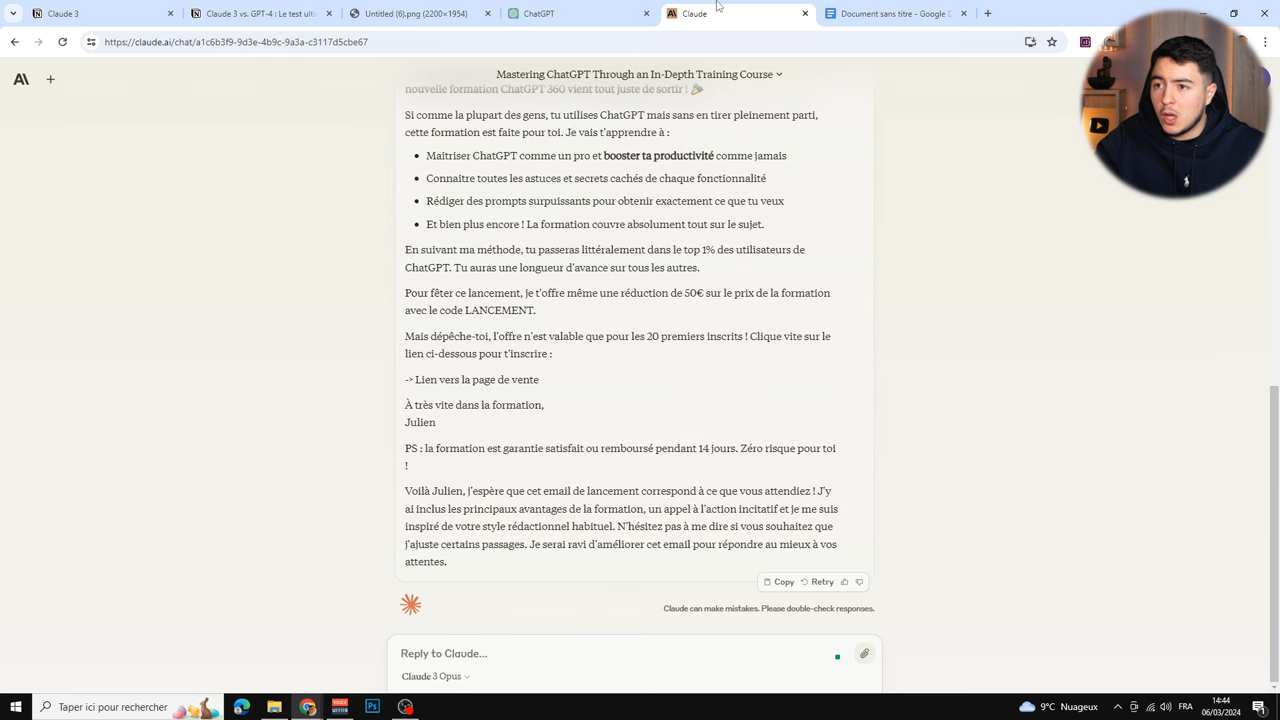 Claude 3
Claude 3 vs. GPT-4 : Le test ulti
Untitled (6).png (2200×1954)
ChatGPT
Claude
Document sans titre - Google D
https://claude.ai/chat/a1c6b3f9-9d3e-4b9c-9a3a-c3117d5cbe67
Mastering ChatGPT Through an In-Depth Training Course
nouvelle formation ChatGPT 360 vient tout juste de sortir ! 🎉
Si comme la plupart des gens, tu utilises ChatGPT mais sans en tirer pleinement parti,
cette formation est faite pour toi. Je vais t'apprendre à :
• Maitriser ChatGPT comme un pro et booster ta productivité comme jamais
• Connaitre toutes les astuces et secrets cachés de chaque fonctionnalité
• Rédiger des prompts surpuissants pour obtenir exactement ce que tu veux
• Et bien plus encore ! La formation couvre absolument tout sur le sujet.
En suivant ma méthode, tu passeras littéralement dans le top 1% des utilisateurs de
ChatGPT. Tu auras une longueur d'avance sur tous les autres.
Pour fêter ce lancement, je t'offre même une réduction de 50€ sur le prix de la formation
avec le code LANCEMENT.
Mais dépêche-toi, l'offre n'est valable que pour les 20 premiers inscrits ! Clique vite sur le
lien ci-dessous pour t'inscrire :
-> Lien vers la page de vente
À très vite dans la formation,
Julien
PS : la formation est garantie satisfait ou remboursé pendant 14 jours. Zéro risque pour toi
!
Voilà Julien, j'espère que cet email de lancement correspond à ce que vous attendiez ! J'y
ai inclus les principaux avantages de la formation, un appel à l'action incitatif et je me suis
inspiré de votre style rédactionnel habituel. N'hésitez pas à me dire si vous souhaitez que
j'ajuste certains passages. Je serai ravi d'améliorer cet email pour répondre au mieux à vos
attentes.
Copy Retry
Claude can make mistakes. Please double-check responses.
Reply to Claude...
Claude 3 Opus
Taper ici pour rechercher
9°C Nuageux
FRA
14:44
06/03/2024